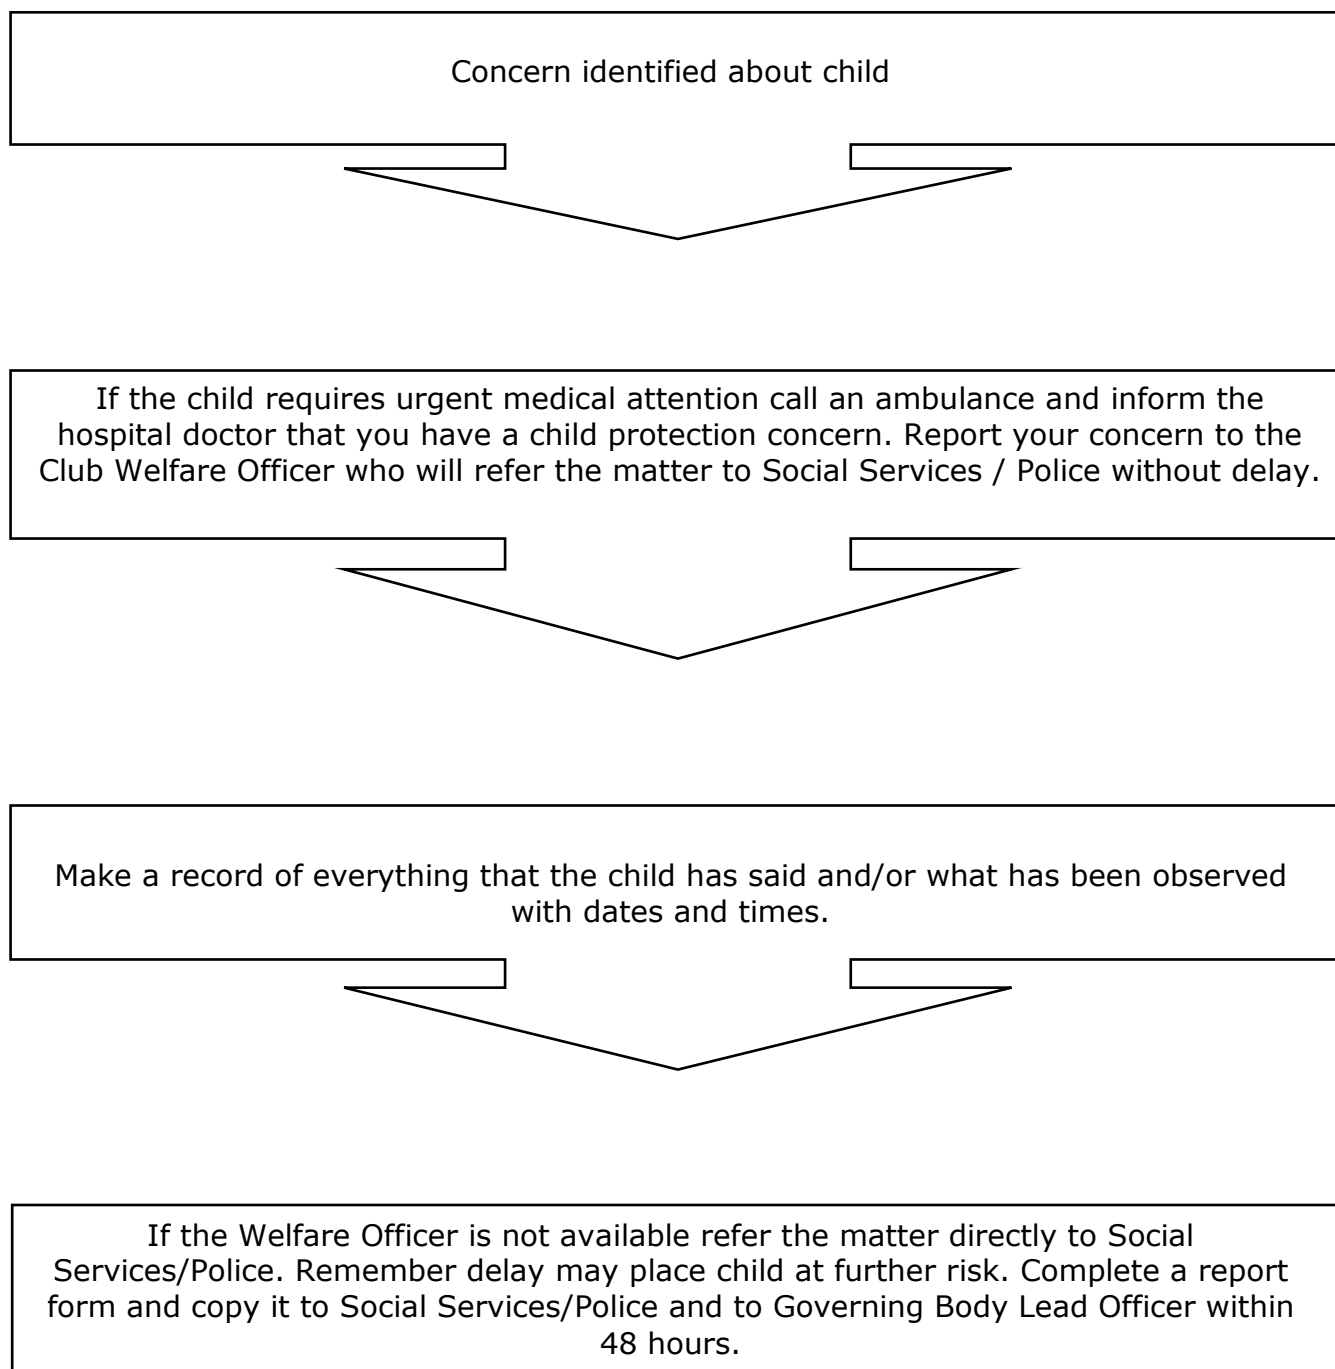 Concern identified about child
If the child requires urgent medical attention call an ambulance and inform the
hospital doctor that you have a child protection concern. Report your concern to the
Club Welfare Officer who will refer the matter to Social Services / Police without delay.
Make a record of everything that the child has said and/or what has been observed
with dates and times.
If the Welfare Officer is not available refer the matter directly to Social
Services/Police. Remember delay may place child at further risk. Complete a report
form and copy it to Social Services/Police and to Governing Body Lead Officer within
48 hours.